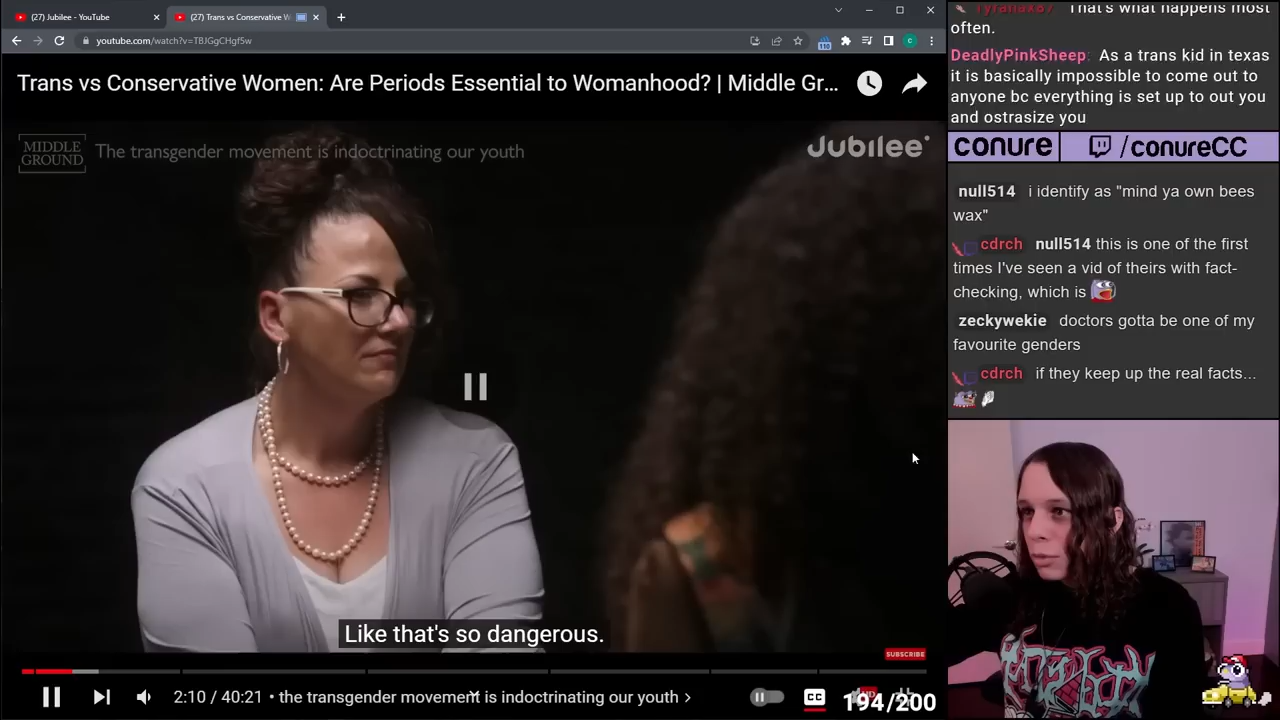 (27) Jubilee - YouTube
(27) Trans vs Conservative W
youtube.com/watch?v=TBJGgCHgf5w
Trans vs Conservative Women: Are Periods Essential to Womanhood? | Middle Gr...
MIDDLE
GROUND
The transgender movement is indoctrinating our youth
Jubilee
Like that's so dangerous.
SUBSCRIBE
2:10 / 40:21 • the transgender movement is indoctrinating our youth >
CC
194/200
That's what happens most
often.
DeadlyPinkSheep: As a trans kid in texas
it is basically impossible to come out to
anyone bc everything is set up to out you
and ostrasize you
conure
/conureCC
null514 i identify as "mind ya own bees
wax"
cdrch null514 this is one of the first
times I've seen a vid of theirs with fact-
checking, which is
zeckywekie doctors gotta be one of my
favourite genders
cdrch if they keep up the real facts...